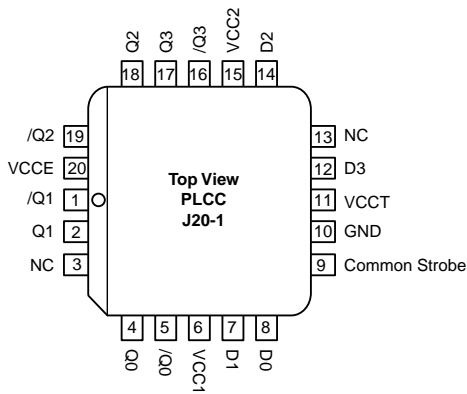 Q2 Q3 /Q3 VCC2 D2
18 17 16 15 14
/Q2 19
VCCE 20
/Q1 1
Q1 2
NC 3
Top View
PLCC
J20-1
13 NC
12 D3
11 VCCT
10 GND
9 Common Strobe
4 5 6 7 8
Q0 /Q0 VCC1 D1 D0